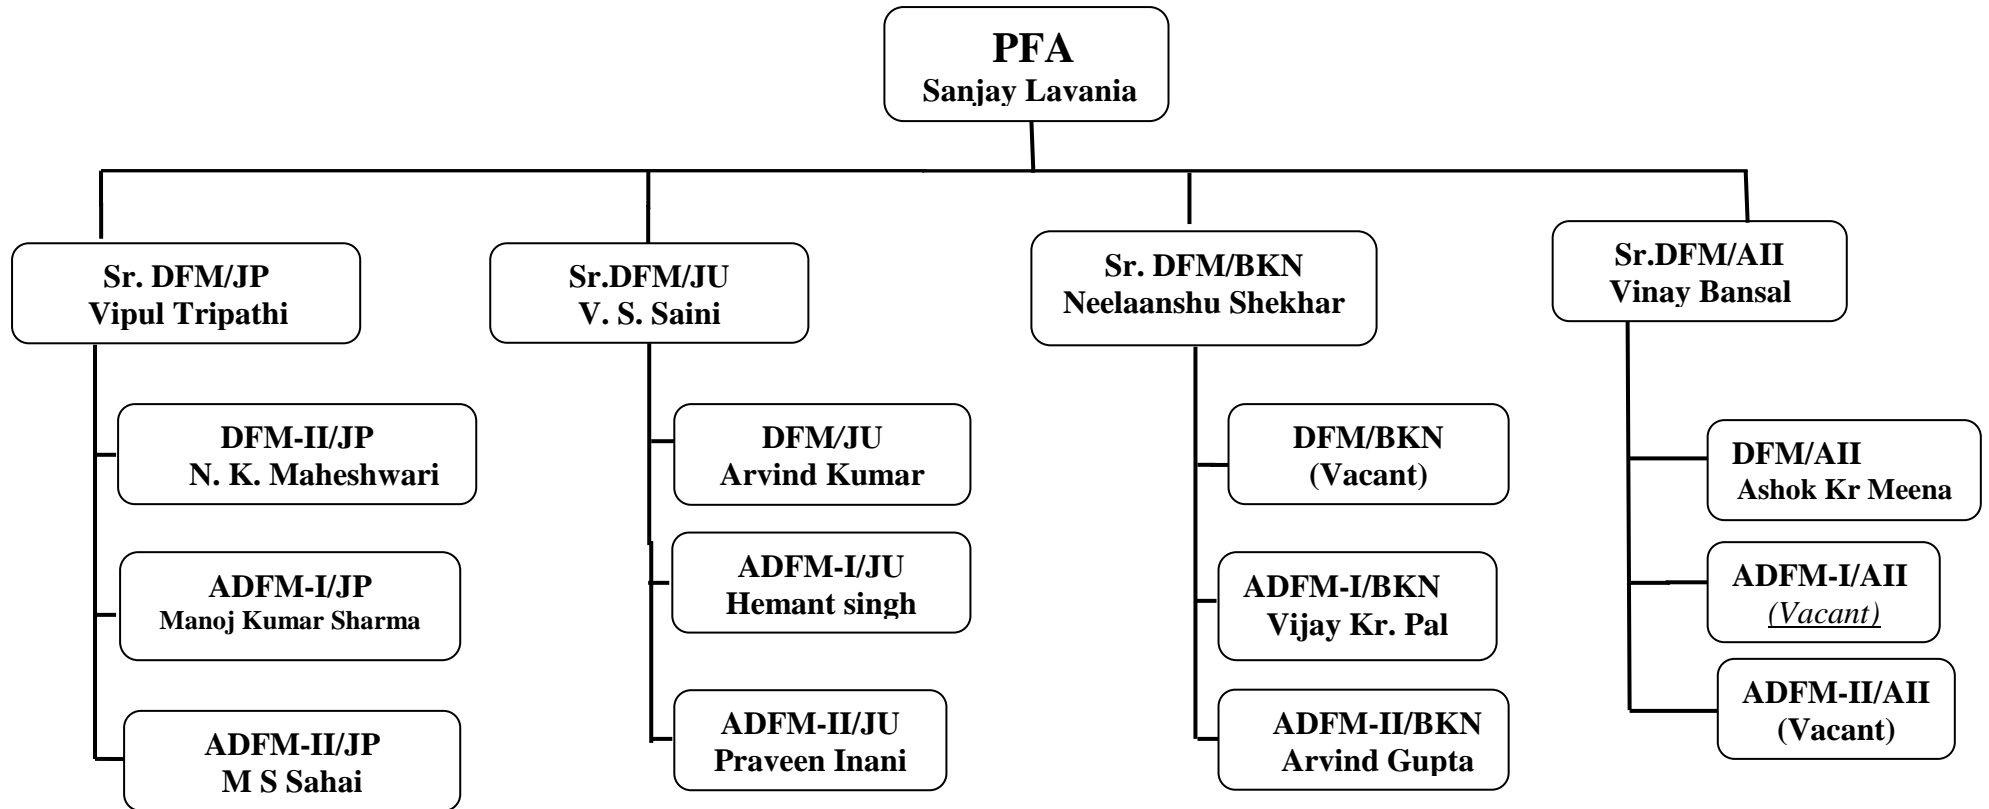 PFA
Sanjay Lavania
Sr. DFM/JP
Vipul Tripathi
Sr.DFM/JU
V. S. Saini
Sr. DFM/BKN
Neelaanshu Shekhar
Sr.DFM/AII
Vinay Bansal
DFM-II/JP
N. K. Maheshwari
ADFM-I/JP
Manoj Kumar Sharma
ADFM-II/JP
M S Sahai
DFM/JU
Arvind Kumar
ADFM-I/JU
Hemant singh
ADFM-II/JU
Praveen Inani
DFM/BKN
(Vacant)
ADFM-I/BKN
Vijay Kr. Pal
ADFM-II/BKN
Arvind Gupta
DFM/AII
Ashok Kr Meena
ADFM-I/AII
(Vacant)
ADFM-II/AII
(Vacant)